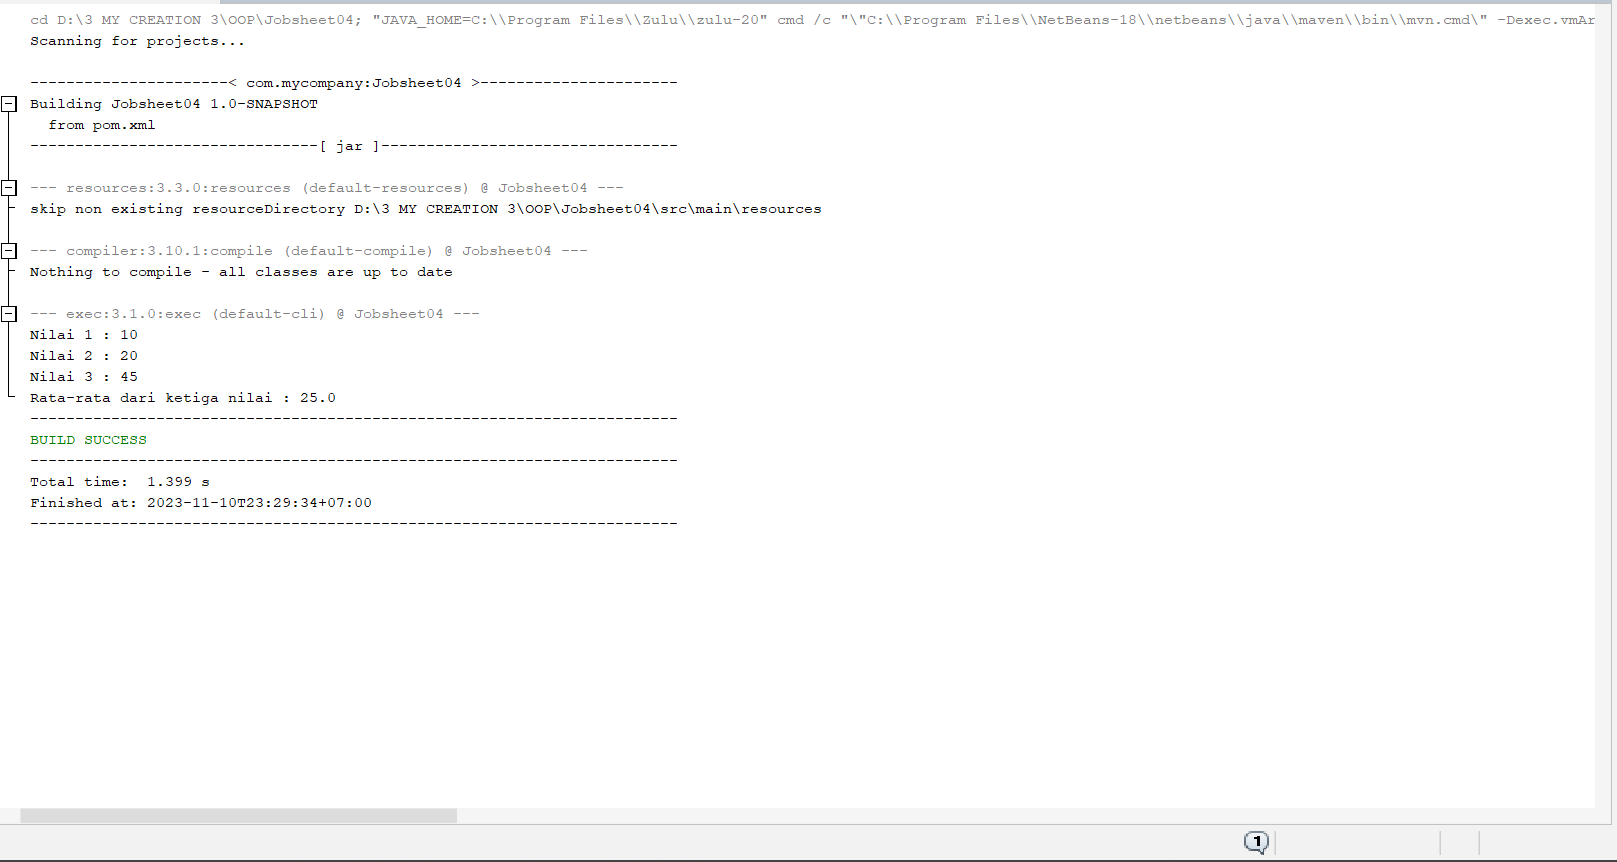 cd D:\3 MY CREATION 3\OOP\Jobsheet04; "JAVA_HOME=C:\\Program Files\\Zulu\\zulu-20" cmd /c "\"C:\\Program Files\\NetBeans-18\\netbeans\\java\\maven\\bin\\mvn.cmd\" -Dexec.vmAr
Scanning for projects...
----------------------< com.mycompany:Jobsheet04 >----------------------
Building Jobsheet04 1.0-SNAPSHOT
  from pom.xml
--------------------------------[ jar ]---------------------------------
--- resources:3.3.0:resources (default-resources) @ Jobsheet04 ---
skip non existing resourceDirectory D:\3 MY CREATION 3\OOP\Jobsheet04\src\main\resources
--- compiler:3.10.1:compile (default-compile) @ Jobsheet04 ---
Nothing to compile - all classes are up to date
--- exec:3.1.0:exec (default-cli) @ Jobsheet04 ---
Nilai 1 : 10
Nilai 2 : 20
Nilai 3 : 45
Rata-rata dari ketiga nilai : 25.0
------------------------------------------------------------------------
BUILD SUCCESS
------------------------------------------------------------------------
Total time:  1.399 s
Finished at: 2023-11-10T23:29:34+07:00
------------------------------------------------------------------------
1